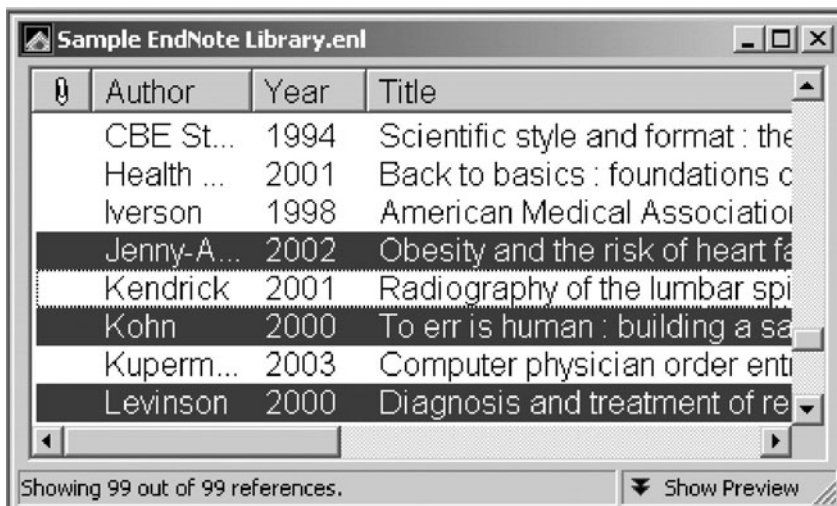 Sample EndNote Library.enl
Author Year Title
CBE St... 1994 Scientific style and format : the
Health ... 2001 Back to basics : foundations o
Iverson 1998 American Medical Association
Jenny-A... 2002 Obesity and the risk of heart fa
Kendrick 2001 Radiography of the lumbar spi
Kohn 2000 To err is human : building a sa
Kuperm... 2003 Computer physician order entr
Levinson 2000 Diagnosis and treatment of re
Showing 99 out of 99 references. Show Preview